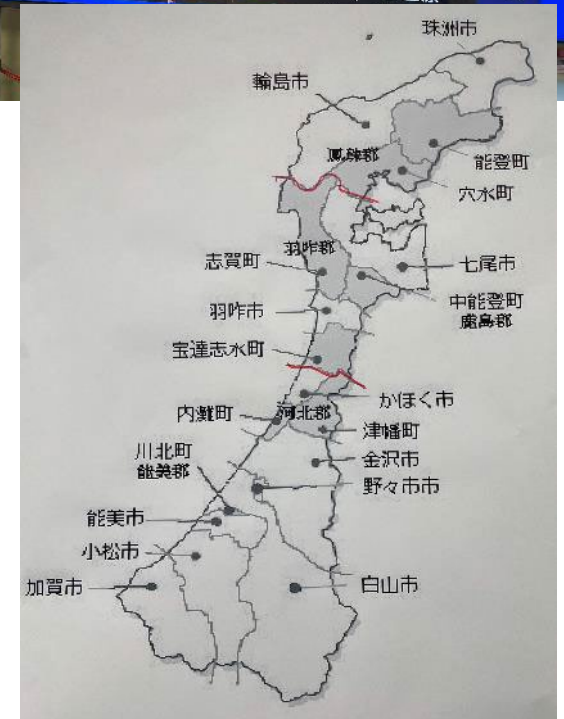 珠洲市
輪島市
鳳珠郡
能登町
穴水町
羽咋郡
志賀町
七尾市
中能登町
鹿島郡
羽咋市
宝達志水町
かほく市
内灘町
河北郡
津幡町
川北町
能美郡
金沢市
野々市市
能美市
小松市
加賀市
白山市